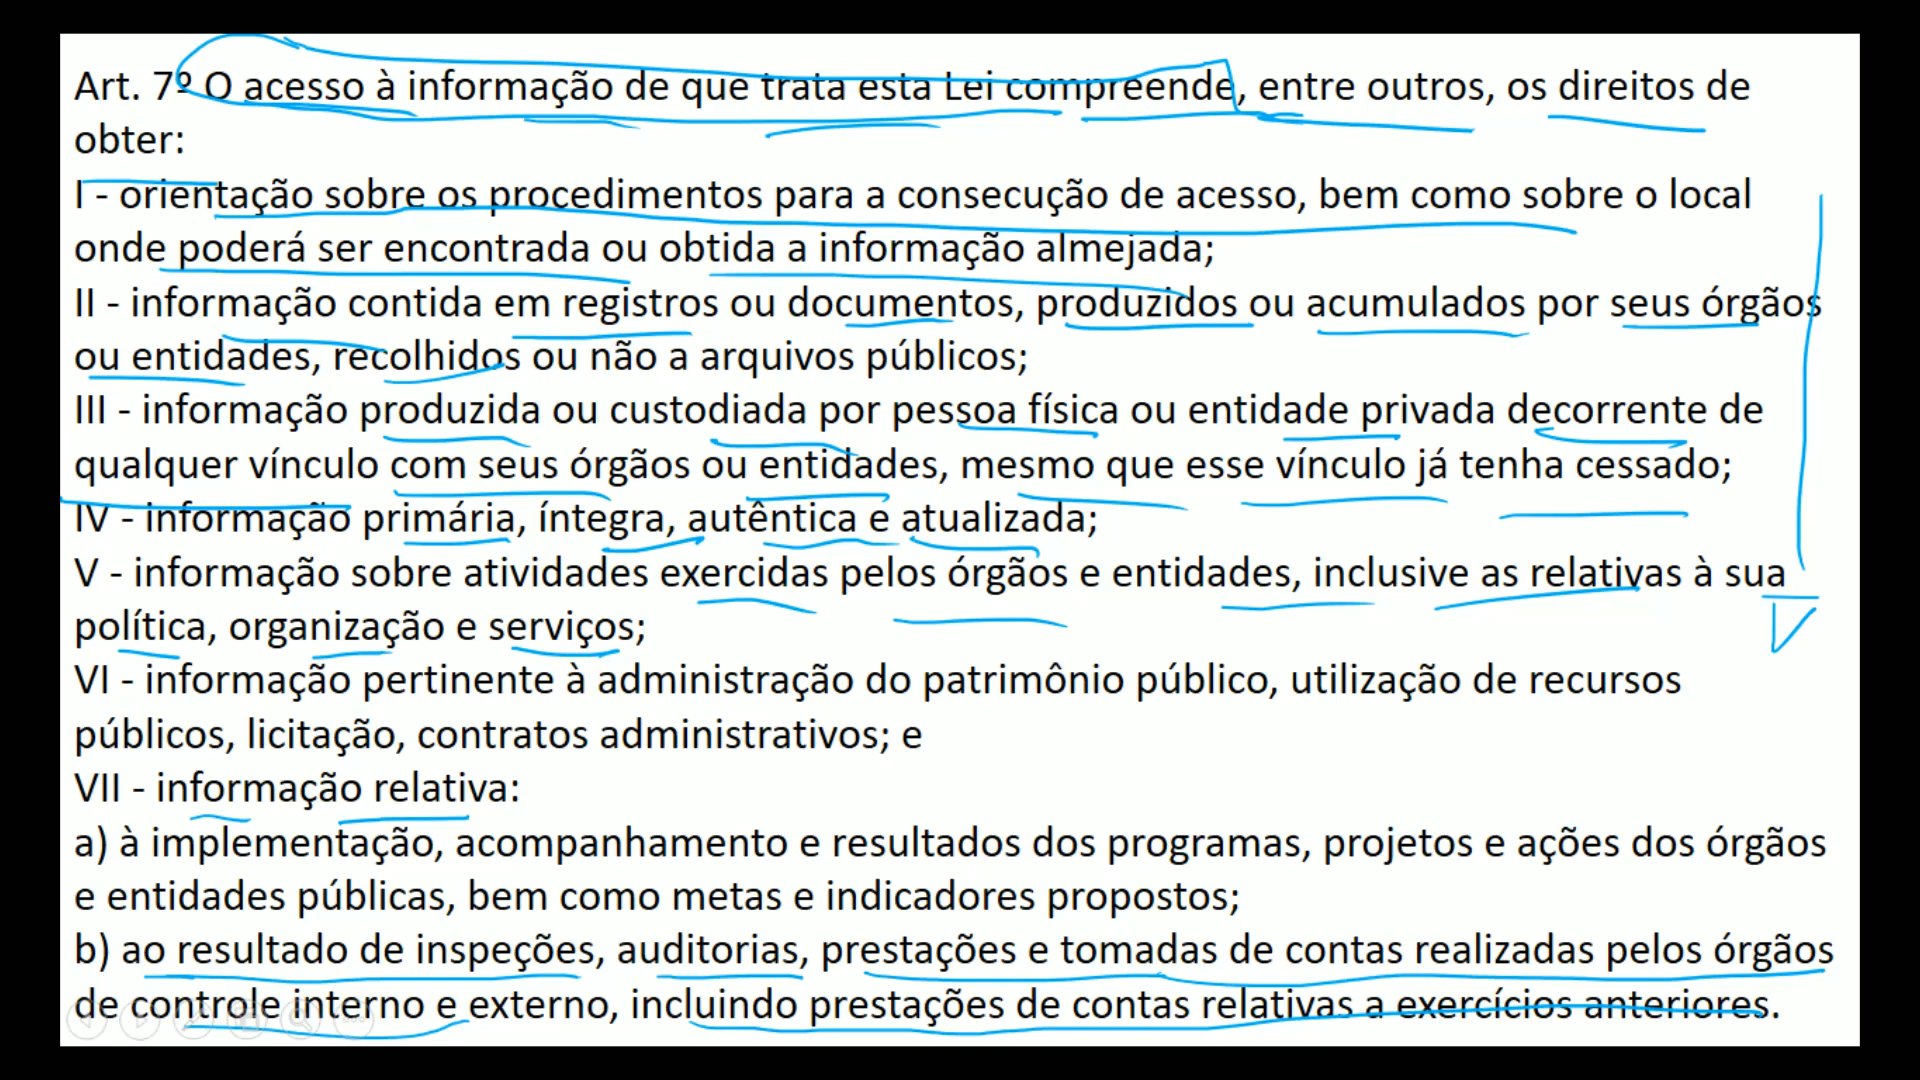 Art. 7º O acesso à informação de que trata esta Lei compreende, entre outros, os direitos de
obter:
I - orientação sobre os procedimentos para a consecução de acesso, bem como sobre o local
onde poderá ser encontrada ou obtida a informação almejada;
II - informação contida em registros ou documentos, produzidos ou acumulados por seus órgãos
ou entidades, recolhidos ou não a arquivos públicos;
III - informação produzida ou custodiada por pessoa física ou entidade privada decorrente de
qualquer vínculo com seus órgãos ou entidades, mesmo que esse vínculo já tenha cessado;
IV - informação primária, íntegra, autêntica e atualizada;
V - informação sobre atividades exercidas pelos órgãos e entidades, inclusive as relativas à sua
política, organização e serviços;
VI - informação pertinente à administração do patrimônio público, utilização de recursos
públicos, licitação, contratos administrativos; e
VII - informação relativa:
a) à implementação, acompanhamento e resultados dos programas, projetos e ações dos órgãos
e entidades públicas, bem como metas e indicadores propostos;
b) ao resultado de inspeções, auditorias, prestações e tomadas de contas realizadas pelos órgãos
de controle interno e externo, incluindo prestações de contas relativas a exercícios anteriores.